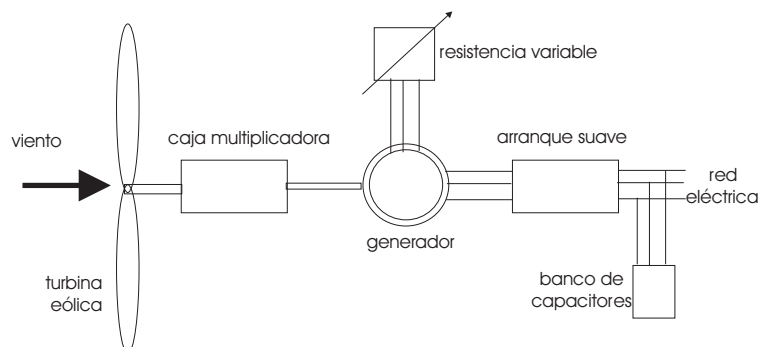 resistencia variable
viento
caja multiplicadora
arranque suave
red
eléctrica
generador
turbina
eólica
banco de
capacitores